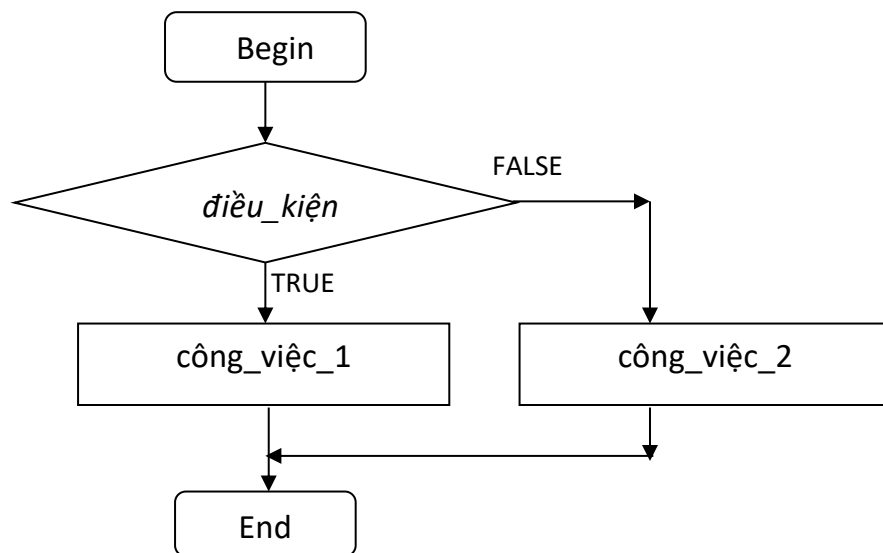 Begin
FALSE
điều_kiện
TRUE
công_việc_1
công_việc_2
End